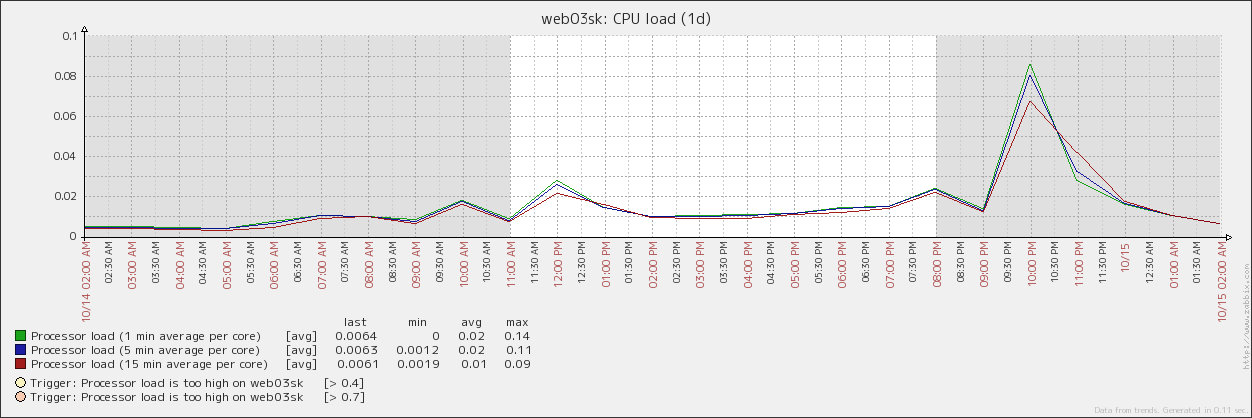 web03sk: CPU load (1d)
0.1
0.08
0.06
0.04
0.02
0
10/14 02:00 AM
02:30 AM
03:00 AM
03:30 AM
04:00 AM
04:30 AM
05:00 AM
05:30 AM
06:00 AM
06:30 AM
07:00 AM
07:30 AM
08:00 AM
08:30 AM
09:00 AM
09:30 AM
10:00 AM
10:30 AM
11:00 AM
11:30 AM
12:00 PM
12:30 PM
01:00 PM
01:30 PM
02:00 PM
02:30 PM
03:00 PM
03:30 PM
04:00 PM
04:30 PM
05:00 PM
05:30 PM
06:00 PM
06:30 PM
07:00 PM
07:30 PM
08:00 PM
08:30 PM
09:00 PM
09:30 PM
10:00 PM
10:30 PM
11:00 PM
11:30 PM
10/15
12:30 AM
01:00 AM
01:30 AM
10/15 02:00 AM
last min avg max
Processor load (1 min average per core) [avg] 0.0064 0 0.02 0.14
Processor load (5 min average per core) [avg] 0.0063 0.0012 0.02 0.11
Processor load (15 min average per core) [avg] 0.0061 0.0019 0.01 0.09
Trigger: Processor load is too high on web03sk [> 0.4]
Trigger: Processor load is too high on web03sk [> 0.7]
http://www.zabbix.com
Data from trends. Generated in 0.11 sec.